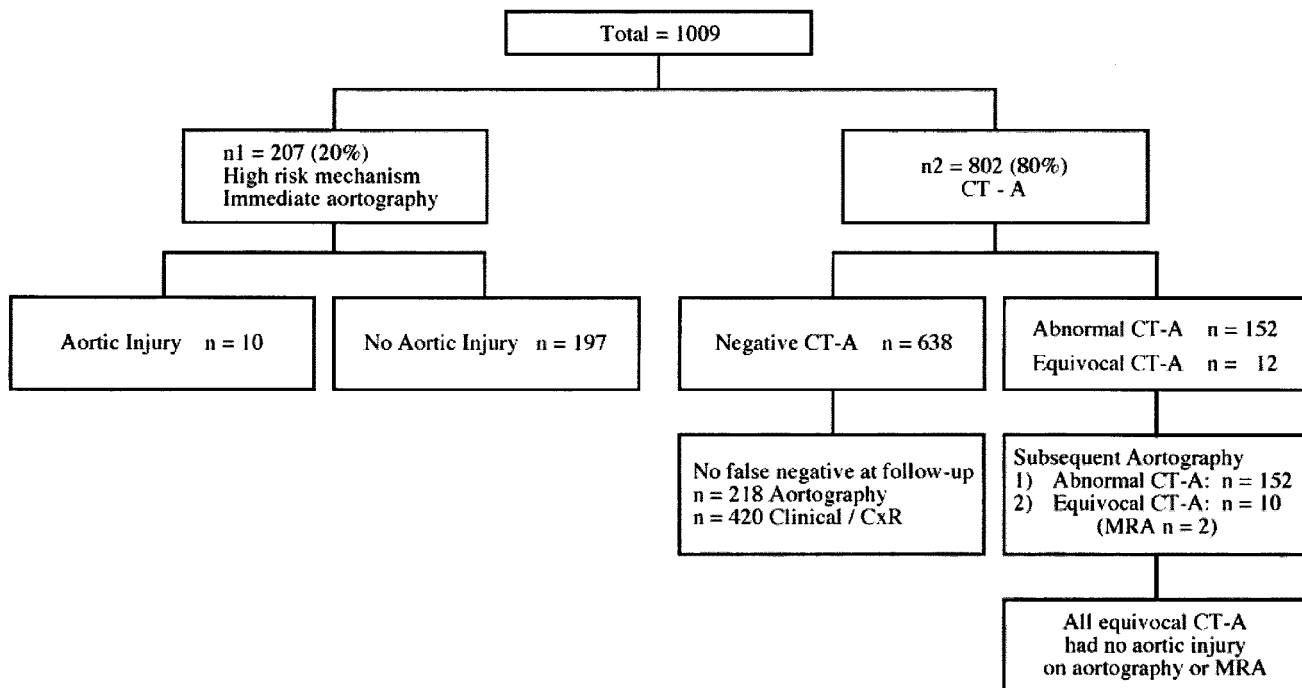 Total = 1009
n1 = 207 (20%)
High risk mechanism
Immediate aortography
n2 = 802 (80%)
CT - A
Aortic Injury n = 10
No Aortic Injury n = 197
Negative CT-A n = 638
Abnormal CT-A n = 152
Equivocal CT-A n = 12
No false negative at follow-up
n = 218 Aortography
n = 420 Clinical / CxR
Subsequent Aortography
1) Abnormal CT-A: n = 152
2) Equivocal CT-A: n = 10
(MRA n = 2)
All equivocal CT-A
had no aortic injury
on aortography or MRA